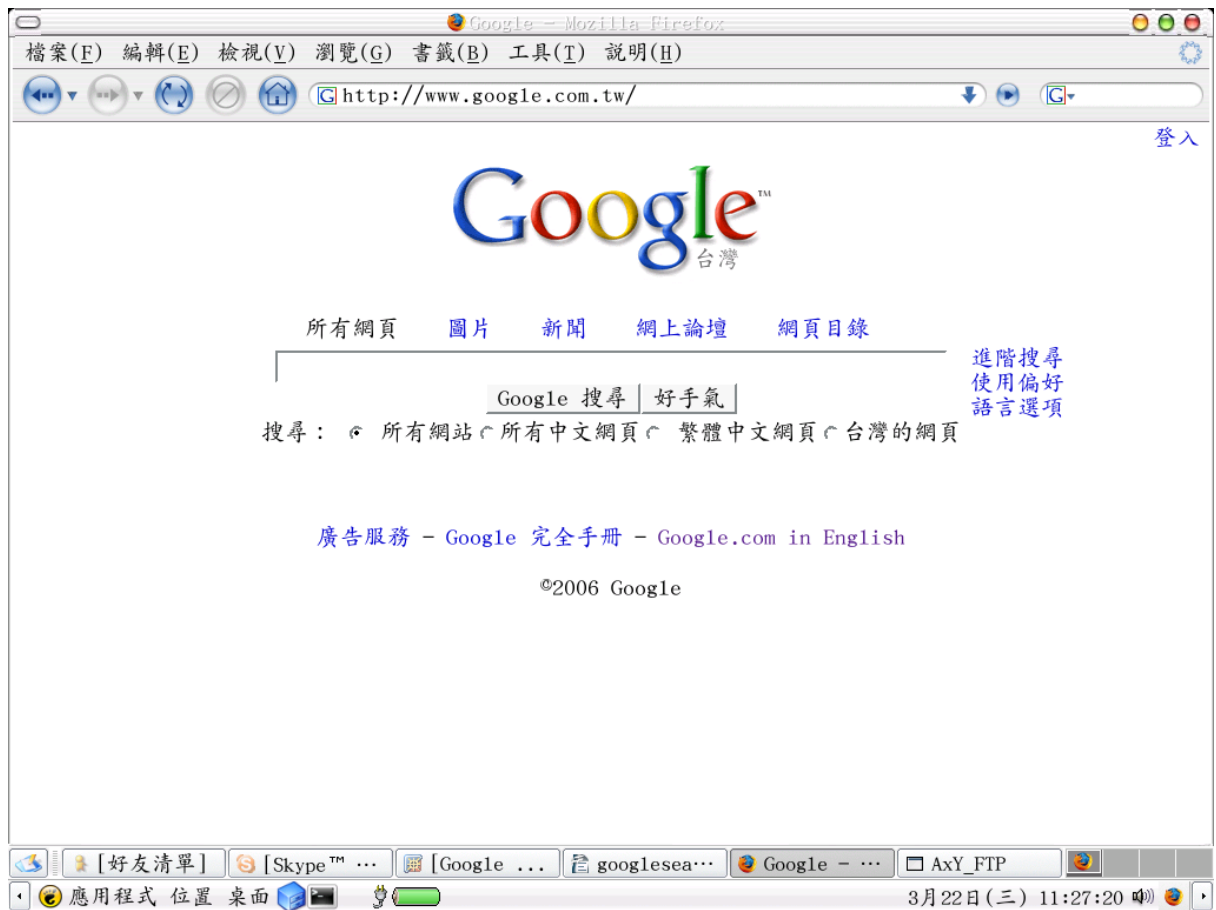 Google - Mozilla Firefox
檔案(F) 編輯(E) 檢視(V) 瀏覽(G) 書籤(B) 工具(T) 説明(H)
http://www.google.com.tw/
登入
Google™
台灣
所有網頁 圖片 新聞 網上論壇 網頁目錄
進階搜尋
使用偏好
語言選項
Google 搜尋 好手氣
搜尋: 所有網站 所有中文網頁 繁體中文網頁 台灣的網頁
廣告服務 - Google 完全手冊 - Google.com in English
©2006 Google
[好友清單] [Skype™ ... [Google ... googlesea... Google - ... AxY_FTP
應用程式 位置 桌面 3月22日(三) 11:27:20